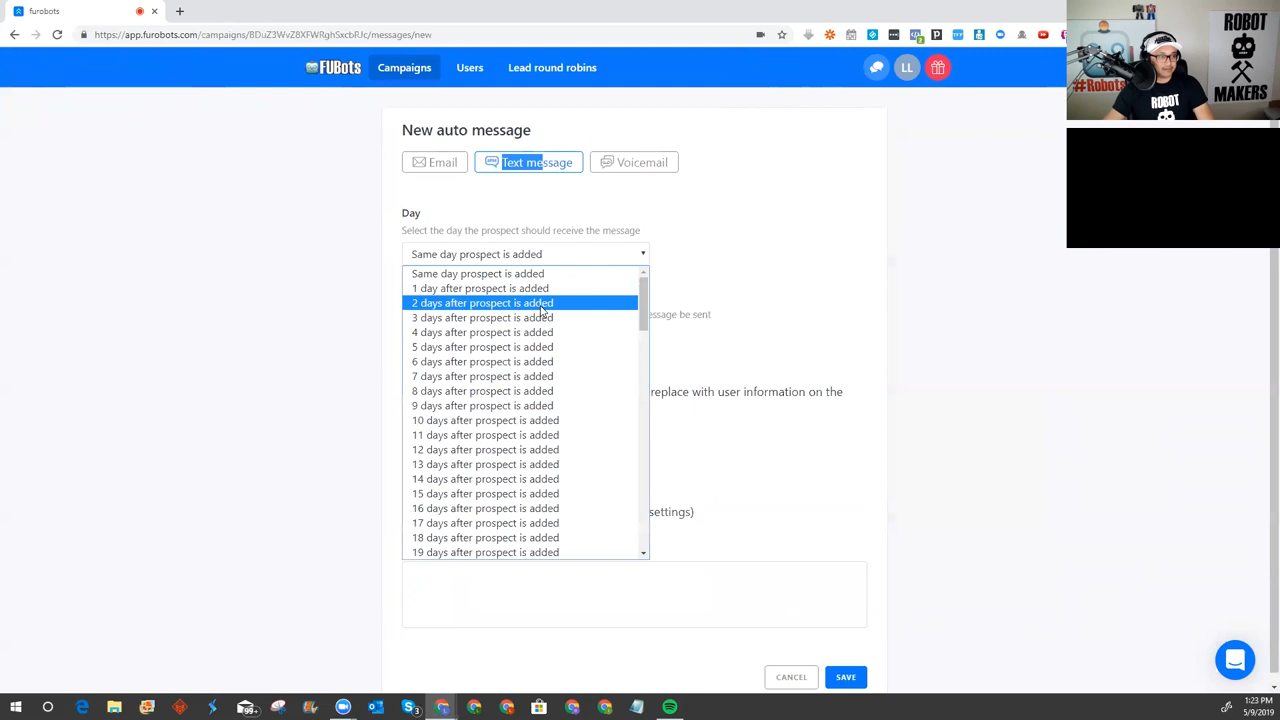 furobots
https://app.furobots.com/campaigns/
FUBots Campaigns Users Lead round robins LL
#Robots
ROBOT MAKERS
ROBOT MAKERS
New auto message
Email Text message Voicemail
Day
Select the day the prospect should receive the message
Same day prospect is added
Same day prospect is added
1 day after prospect is added
2 days after prospect is added
3 days after prospect is added
essage be sent
4 days after prospect is added
5 days after prospect is added
6 days after prospect is added
7 days after prospect is added
8 days after prospect is added
replace with user information on the
9 days after prospect is added
10 days after prospect is added
11 days after prospect is added
12 days after prospect is added
13 days after prospect is added
14 days after prospect is added
15 days after prospect is added
16 days after prospect is added
settings)
17 days after prospect is added
18 days after prospect is added
19 days after prospect is added
CANCEL SAVE
99+
1:23 PM
5/9/2019